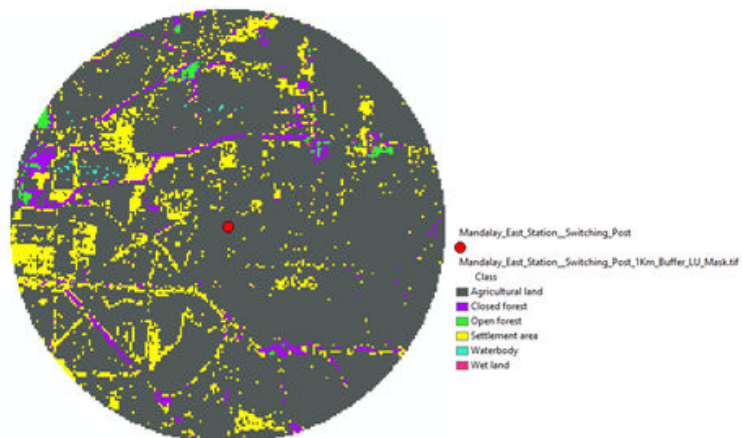 Mandalay_East_Station__Switching_Post
Mandalay_East_Station__Switching_Post_1Km_Buffer_LU_Mask.tif
Class
Agricultural land
Closed forest
Open forest
Settlement area
Waterbody
Wet land